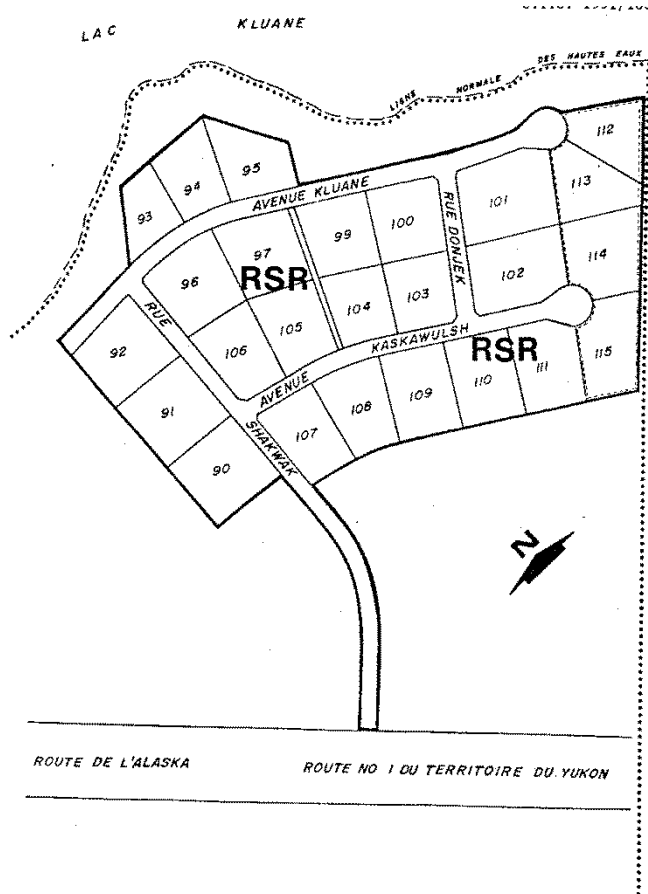 LAC KLUANE
LIGNE NORMALE DES HAUTES EAUX
112
95
94
93
AVENUE KLUANE
113
101
100
99
97
96
RUE DONJEK
RSR
114
102
103
104
105
106
RUE SHAKWAK
92
AVENUE KASKAWULSH
RSR
115
111
110
109
108
107
91
90
N
ROUTE DE L'ALASKA
ROUTE NO 1 DU TERRITOIRE DU YUKON